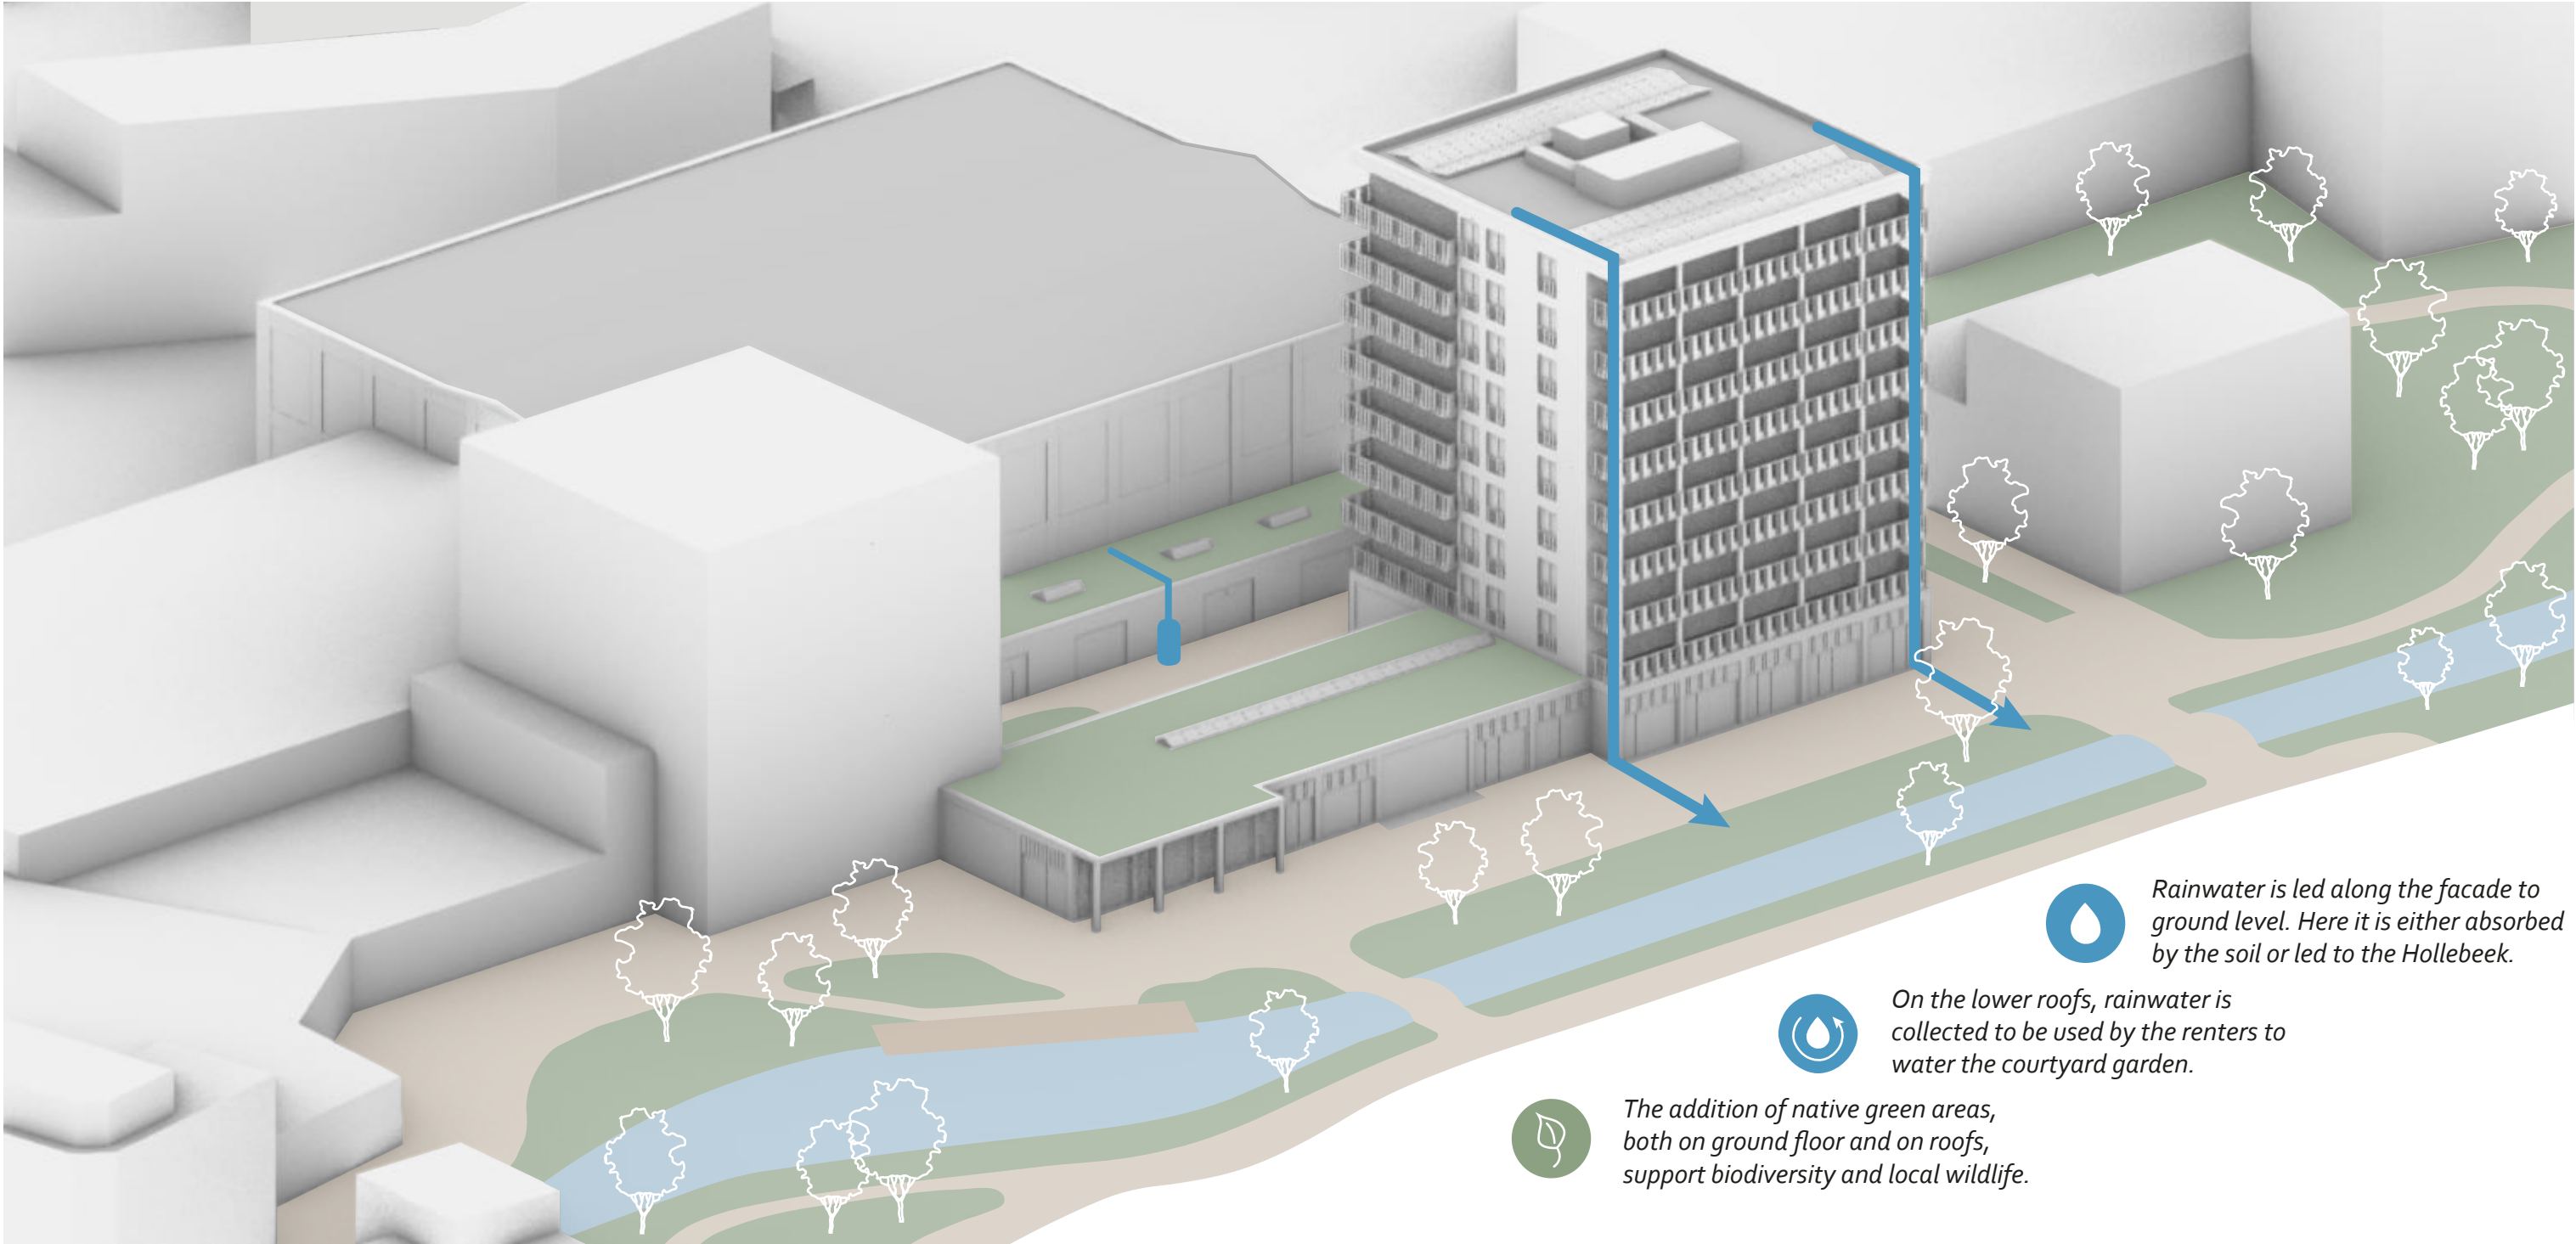 Rainwater is led along the facade to
ground level. Here it is either absorbed
by the soil or led to the Hollebeek.
On the lower roofs, rainwater is
collected to be used by the renters to
water the courtyard garden.
The addition of native green areas,
both on ground floor and on roofs,
support biodiversity and local wildlife.